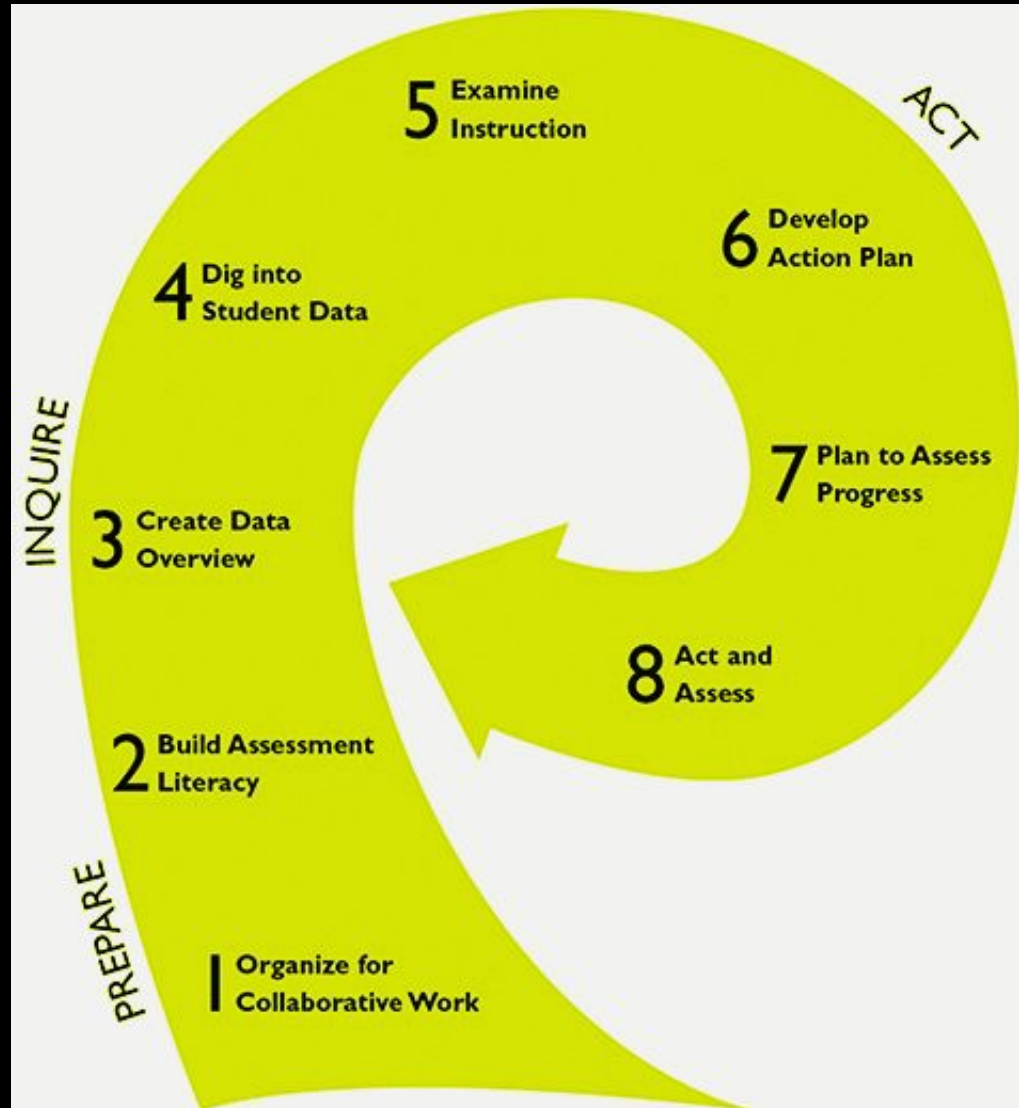 ACT
5 Examine
Instruction
6 Develop
Action Plan
4 Dig into
Student Data
INQUIRE
7 Plan to Assess
Progress
3 Create Data
Overview
8 Act and
Assess
2 Build Assessment
Literacy
PREPARE
1 Organize for
Collaborative Work